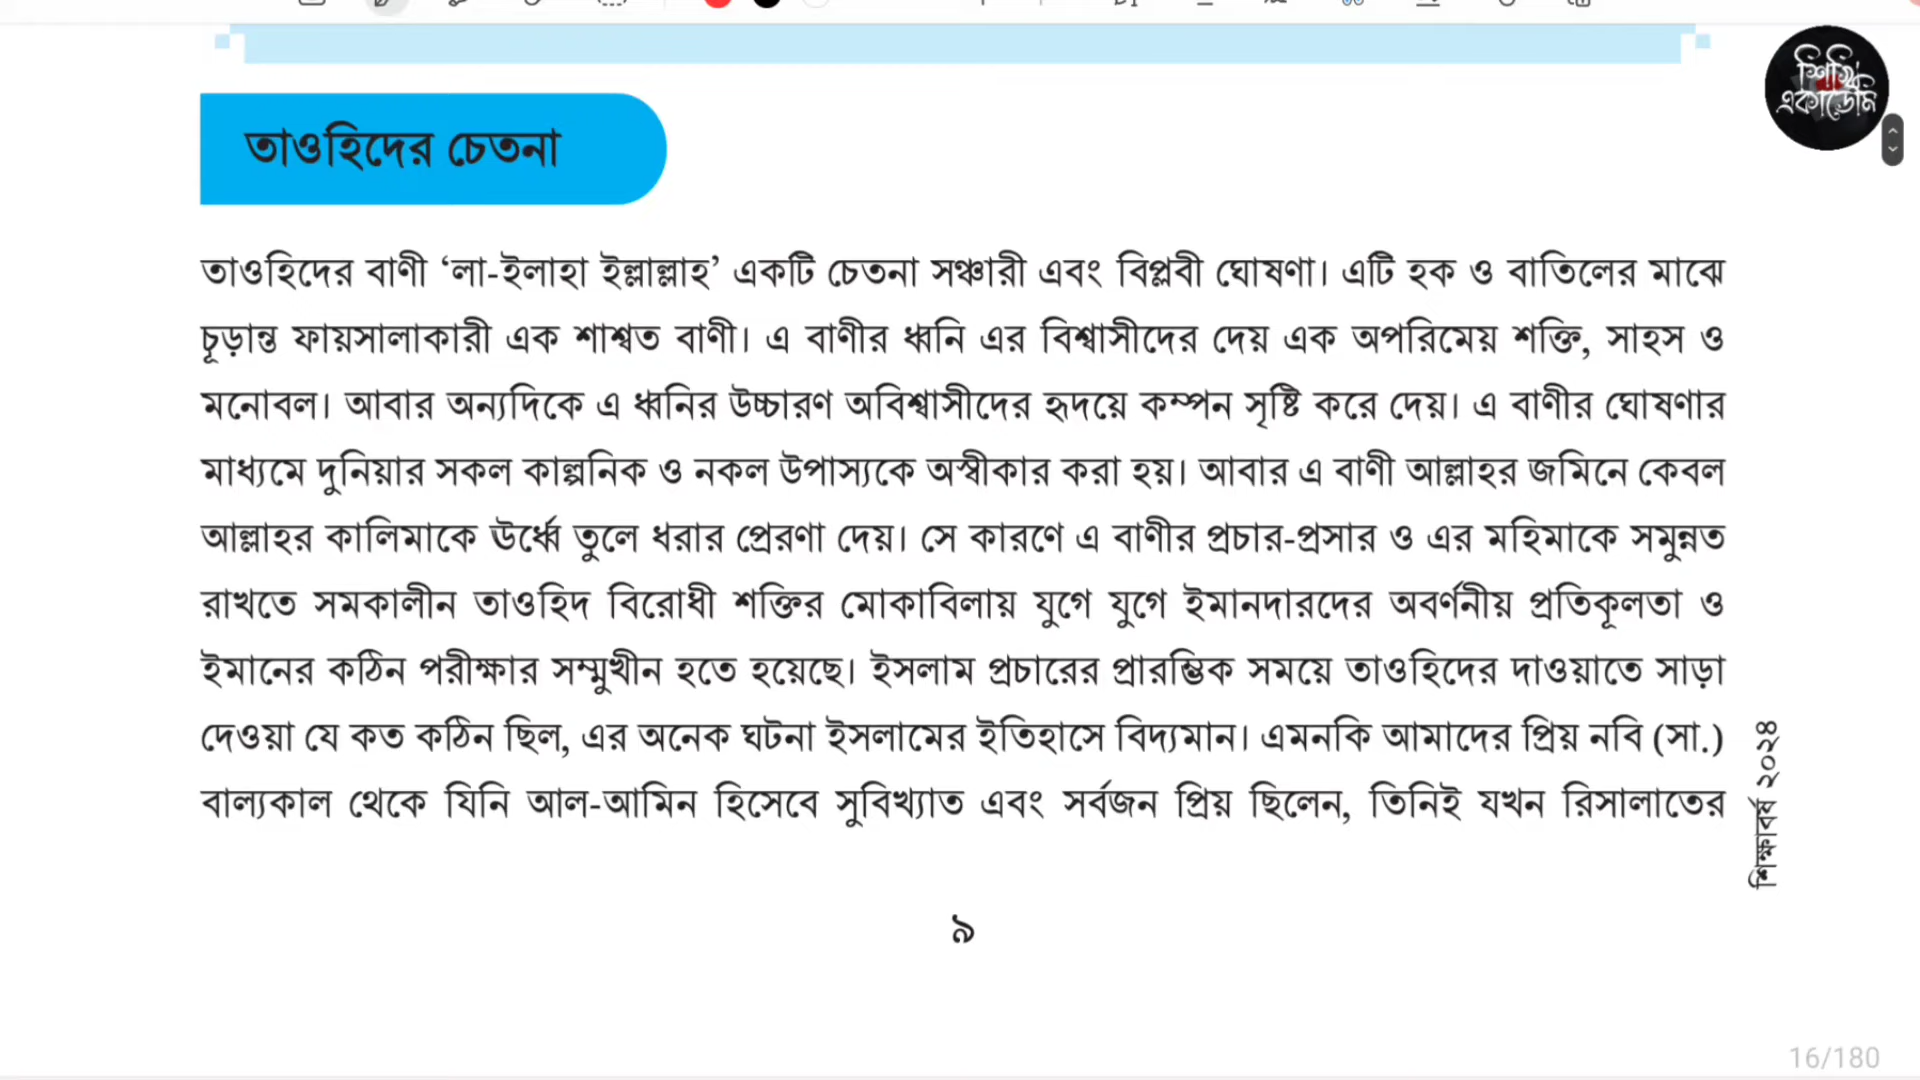 শিখি
একাডেমি
তাওহিদের চেতনা
তাওহিদের বাণী ‘লা-ইলাহা ইল্লাল্লাহ’ একটি চেতনা সঞ্চারী এবং বিপ্লবী ঘোষণা। এটি হক ও বাতিলের মাঝে
চূড়ান্ত ফায়সালাকারী এক শাশ্বত বাণী। এ বাণীর ধ্বনি এর বিশ্বাসীদের দেয় এক অপরিমেয় শক্তি, সাহস ও
মনোবল। আবার অন্যদিকে এ ধ্বনির উচ্চারণ অবিশ্বাসীদের হৃদয়ে কম্পন সৃষ্টি করে দেয়। এ বাণীর ঘোষণার
মাধ্যমে দুনিয়ার সকল কাল্পনিক ও নকল উপাস্যকে অস্বীকার করা হয়। আবার এ বাণী আল্লাহর জমিনে কেবল
আল্লাহর কালিমাকে ঊর্ধ্বে তুলে ধরার প্রেরণা দেয়। সে কারণে এ বাণীর প্রচার-প্রসার ও এর মহিমাকে সমুন্নত
রাখতে সমকালীন তাওহিদ বিরোধী শক্তির মোকাবিলায় যুগে যুগে ইমানদারদের অবর্ণনীয় প্রতিকূলতা ও
ইমানের কঠিন পরীক্ষার সম্মুখীন হতে হয়েছে। ইসলাম প্রচারের প্রারম্ভিক সময়ে তাওহিদের দাওয়াতে সাড়া
দেওয়া যে কত কঠিন ছিল, এর অনেক ঘটনা ইসলামের ইতিহাসে বিদ্যমান। এমনকি আমাদের প্রিয় নবি (সা.)
বাল্যকাল থেকে যিনি আল-আমিন হিসেবে সুবিখ্যাত এবং সর্বজন প্রিয় ছিলেন, তিনিই যখন রিসালাতের
শিক্ষাবর্ষ ২০২৪
৯
16/180